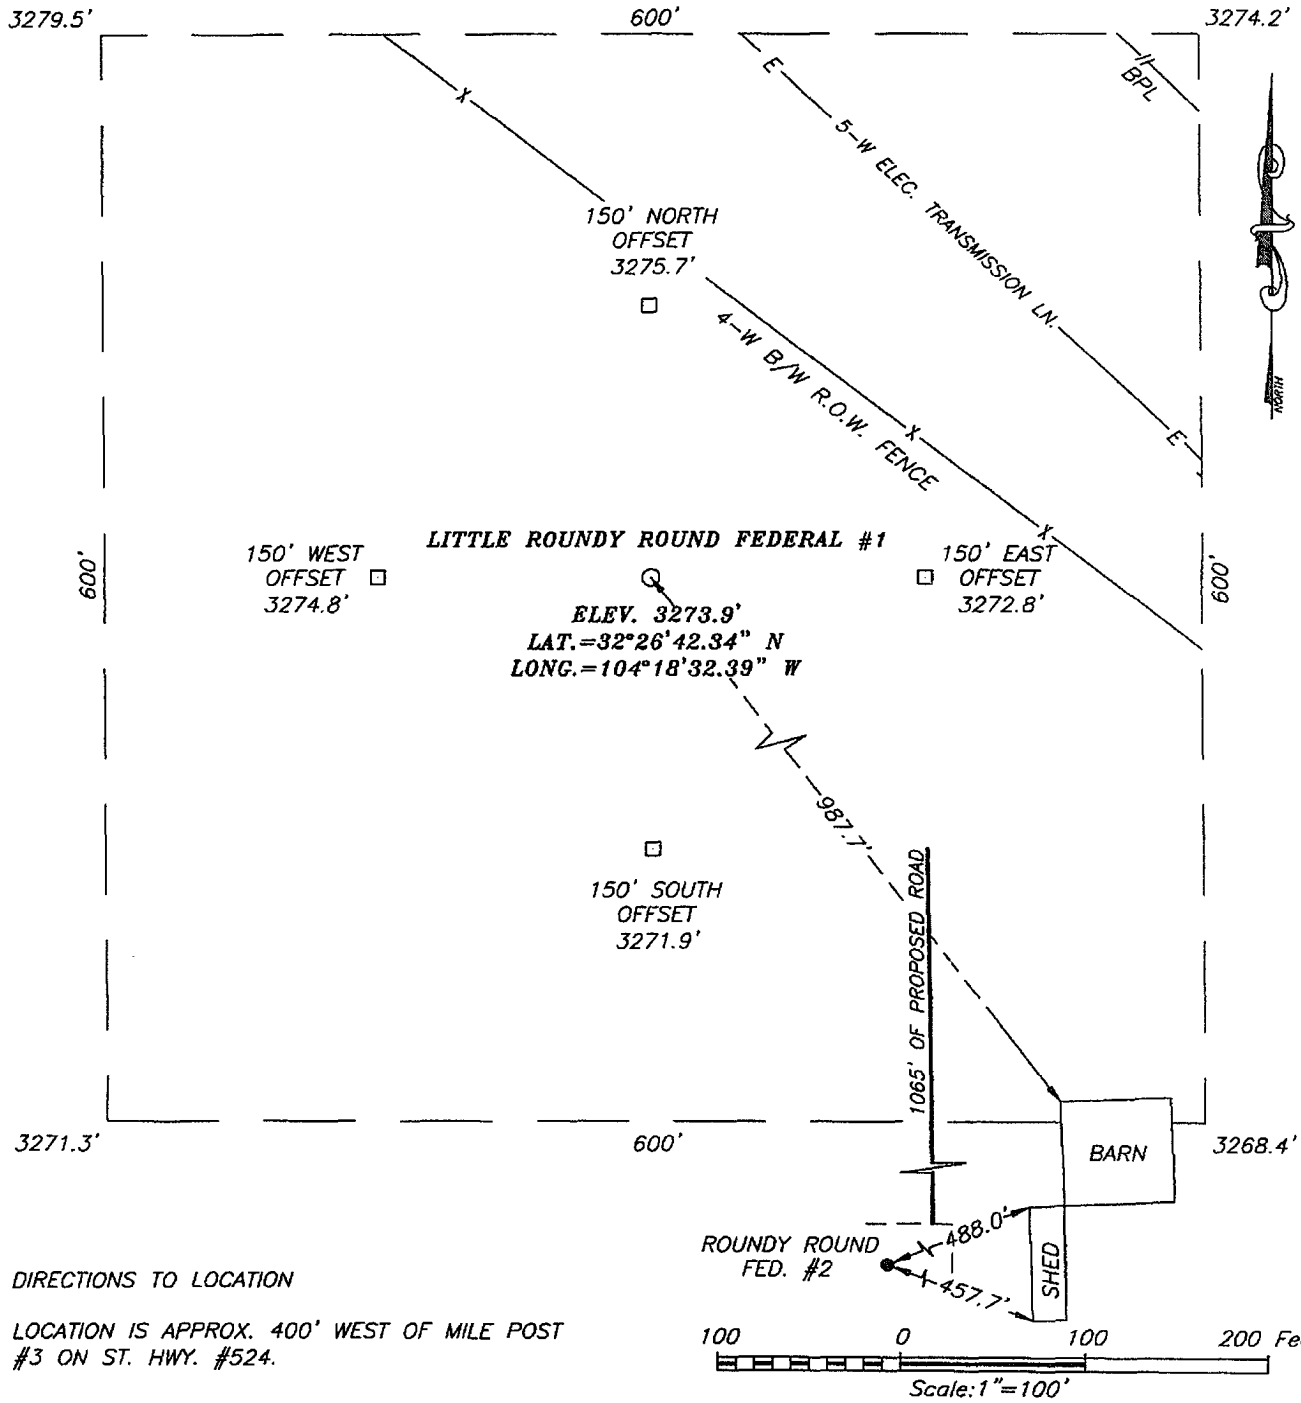 3279.5' 600' 3274.2'
E
BPL
X
5-W ELEC. TRANSMISSION LN.
150' NORTH
OFFSET
3275.7'
4-W B/W R.O.W. FENCE
X
E
NORTH
X
LITTLE ROUNDY ROUND FEDERAL #1
150' WEST
OFFSET
3274.8'
150' EAST
OFFSET
3272.8'
600'
600'
ELEV. 3273.9'
LAT.=32°26'42.34" N
LONG.=104°18'32.39" W
987.7'
150' SOUTH
OFFSET
3271.9'
1065' OF PROPOSED ROAD
3271.3' 600' 3268.4'
BARN
488.0'
ROUNDY ROUND
FED. #2
SHED
457.7'
DIRECTIONS TO LOCATION
LOCATION IS APPROX. 400' WEST OF MILE POST
#3 ON ST. HWY. #524.
100 0 100 200 Fe
Scale:1"=100'